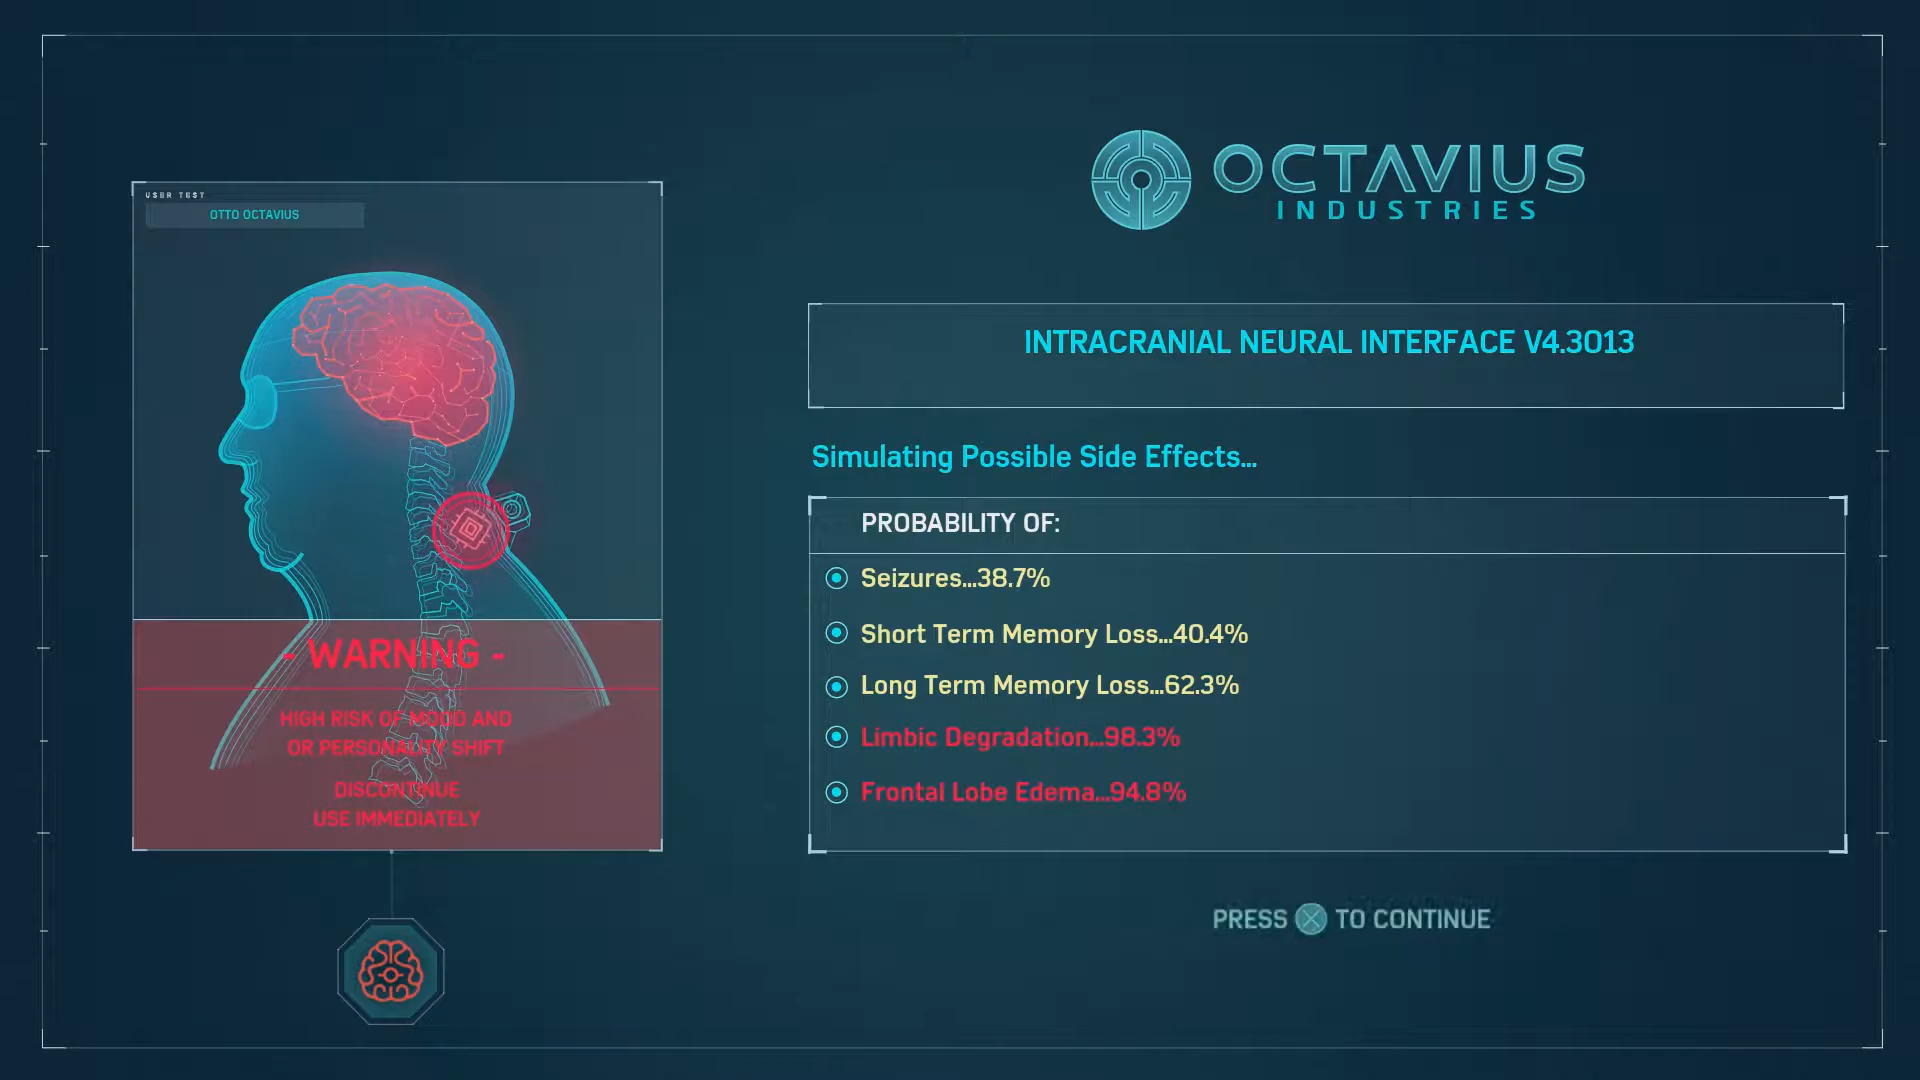 USER TEST
OTTO OCTAVIUS
- WARNING -
HIGH RISK OF MOOD AND
OR PERSONALITY SHIFT
DISCONTINUE
USE IMMEDIATELY
OCTAVIUS
INDUSTRIES
INTRACRANIAL NEURAL INTERFACE V4.3013
Simulating Possible Side Effects...
PROBABILITY OF:
Seizures...38.7%
Short Term Memory Loss...40.4%
Long Term Memory Loss...62.3%
Limbic Degradation...98.3%
Frontal Lobe Edema...94.8%
PRESS TO CONTINUE